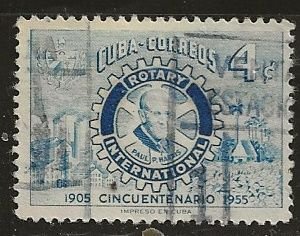 CUBA-CORREOS
4¢
ROTARY
PAUL P. HARRIS
INTERNATIONAL
1905 CINCUENTENARIO 1955
IMPRESO EN CUBA